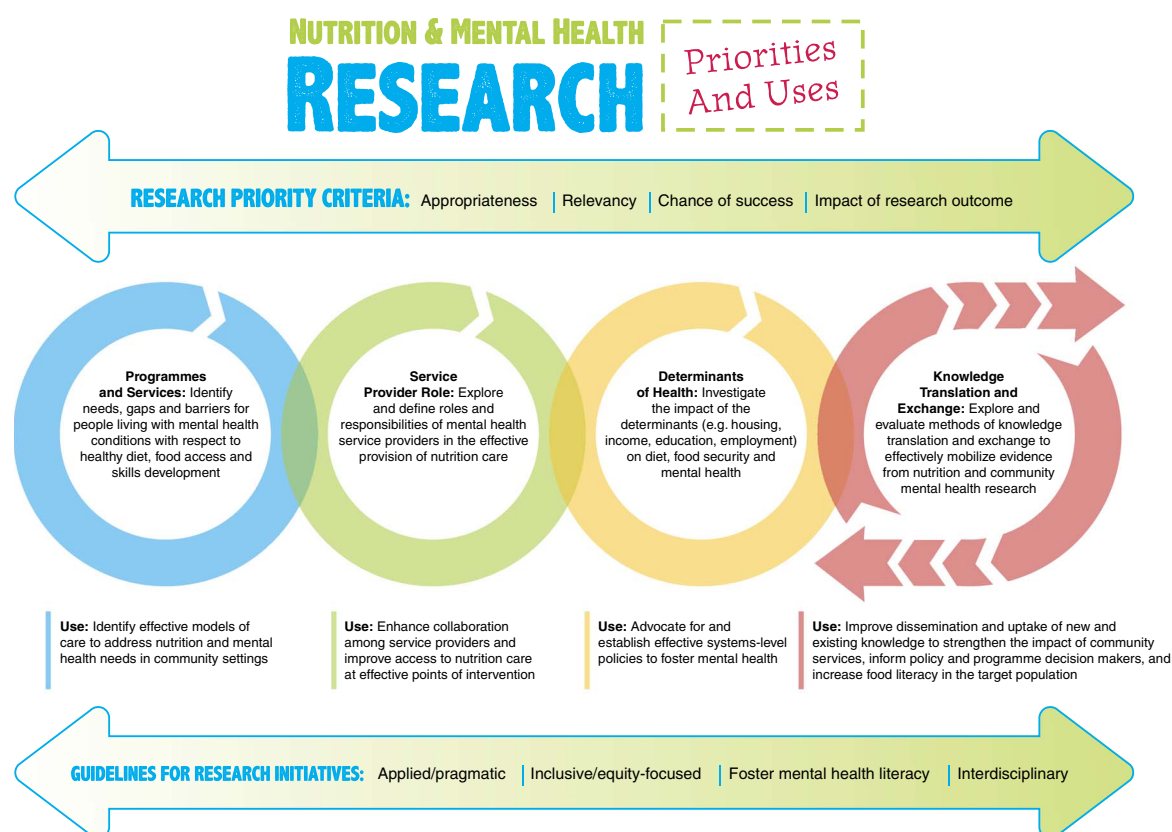 NUTRITION & MENTAL HEALTH
RESEARCH
Priorities
And Uses
RESEARCH PRIORITY CRITERIA: Appropriateness | Relevancy | Chance of success | Impact of research outcome
Programmes
and Services: Identify
needs, gaps and barriers for
people living with mental health
conditions with respect to
healthy diet, food access and
skills development
Service
Provider Role: Explore
and define roles and
responsibilities of mental health
service providers in the effective
provision of nutrition care
Determinants
of Health: Investigate
the impact of the
determinants (e.g. housing,
income, education, employment)
on diet, food security and
mental health
Knowledge
Translation and
Exchange: Explore and
evaluate methods of knowledge
translation and exchange to
effectively mobilize evidence
from nutrition and community
mental health research
Use: Identify effective models of
care to address nutrition and mental
health needs in community settings
Use: Enhance collaboration
among service providers and
improve access to nutrition care
at effective points of intervention
Use: Advocate for and
establish effective systems-level
policies to foster mental health
Use: Improve dissemination and uptake of new and
existing knowledge to strengthen the impact of community
services, inform policy and programme decision makers, and
increase food literacy in the target population
GUIDELINES FOR RESEARCH INITIATIVES: Applied/pragmatic | Inclusive/equity-focused | Foster mental health literacy | Interdisciplinary